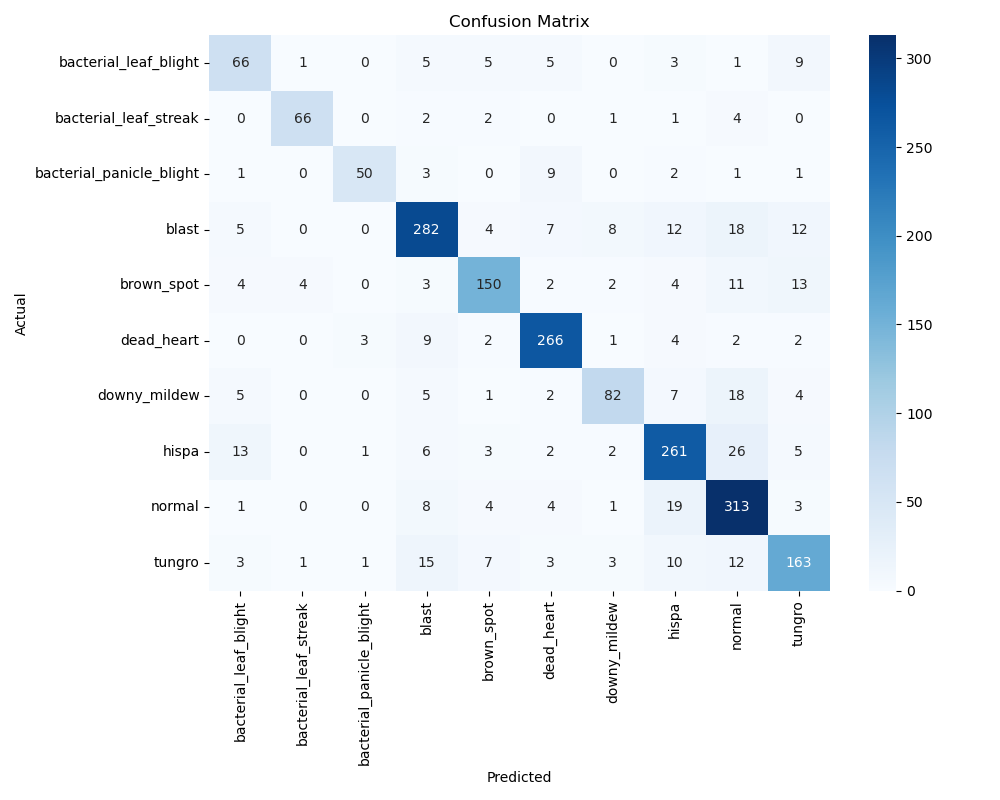 Confusion Matrix
bacterial_leaf_blight 66 1 0 5 5 5 0 3 1 9
bacterial_leaf_streak 0 66 0 2 2 0 1 1 4 0
bacterial_panicle_blight 1 0 50 3 0 9 0 2 1 1
blast 5 0 0 282 4 7 8 12 18 12
brown_spot 4 4 0 3 150 2 2 4 11 13
dead_heart 0 0 3 9 2 266 1 4 2 2
downy_mildew 5 0 0 5 1 2 82 7 18 4
hispa 13 0 1 6 3 2 2 261 26 5
normal 1 0 0 8 4 4 1 19 313 3
tungro 3 1 1 15 7 3 3 10 12 163
Actual
bacterial_leaf_blight
bacterial_leaf_streak
bacterial_panicle_blight
blast
brown_spot
dead_heart
downy_mildew
hispa
normal
tungro
Predicted
300
250
200
150
100
50
0